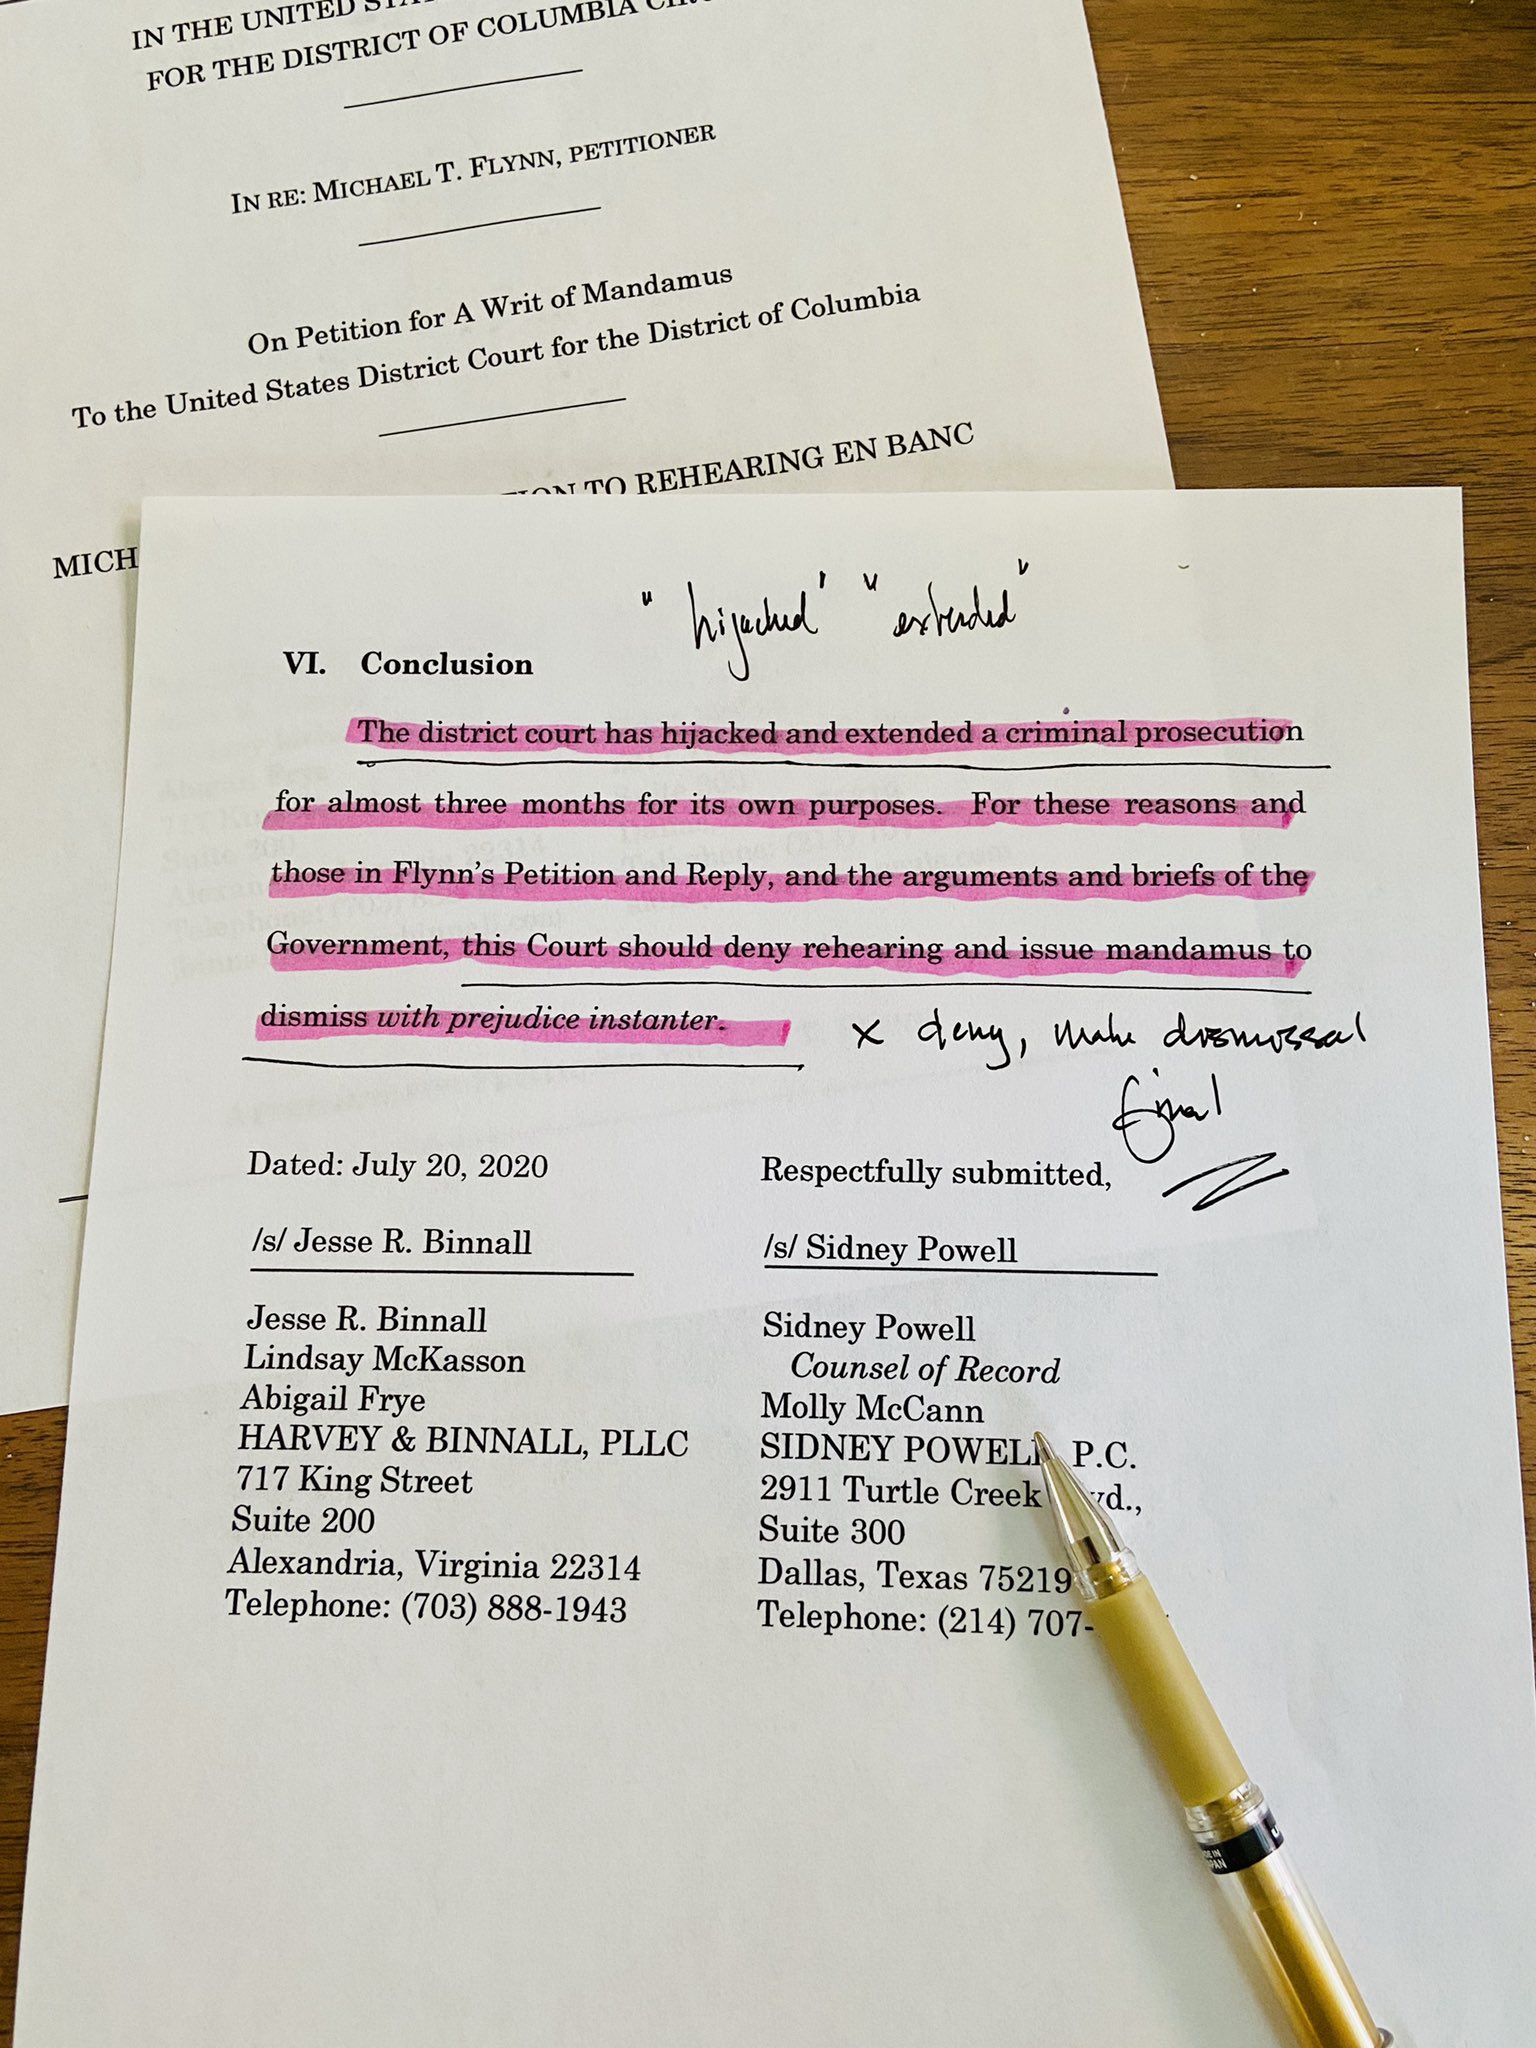 IN THE UNITED
FOR THE DISTRICT OF COLUMBIA
IN RE: MICHAEL T. FLYNN, PETITIONER
On Petition for A Writ of Mandamus
To the United States District Court for the District of Columbia
TO REHEARING EN BANC
MICH
"hijacked" "extended"
VI. Conclusion
The district court has hijacked and extended a criminal prosecution
for almost three months for its own purposes. For these reasons and
those in Flynn's Petition and Reply, and the arguments and briefs of the
Government, this Court should deny rehearing and issue mandamus to
dismiss with prejudice instanter.
x deny, make dismissal
final
Dated: July 20, 2020
Respectfully submitted,
/s/ Jesse R. Binnall
/s/ Sidney Powell
Jesse R. Binnall
Lindsay McKasson
Abigail Frye
HARVEY & BINNALL, PLLC
717 King Street
Suite 200
Alexandria, Virginia 22314
Telephone: (703) 888-1943
Sidney Powell
Counsel of Record
Molly McCann
SIDNEY POWELL, P.C.
2911 Turtle Creek
Suite 300
Dallas, Texas 75219
Telephone: (214) 707-